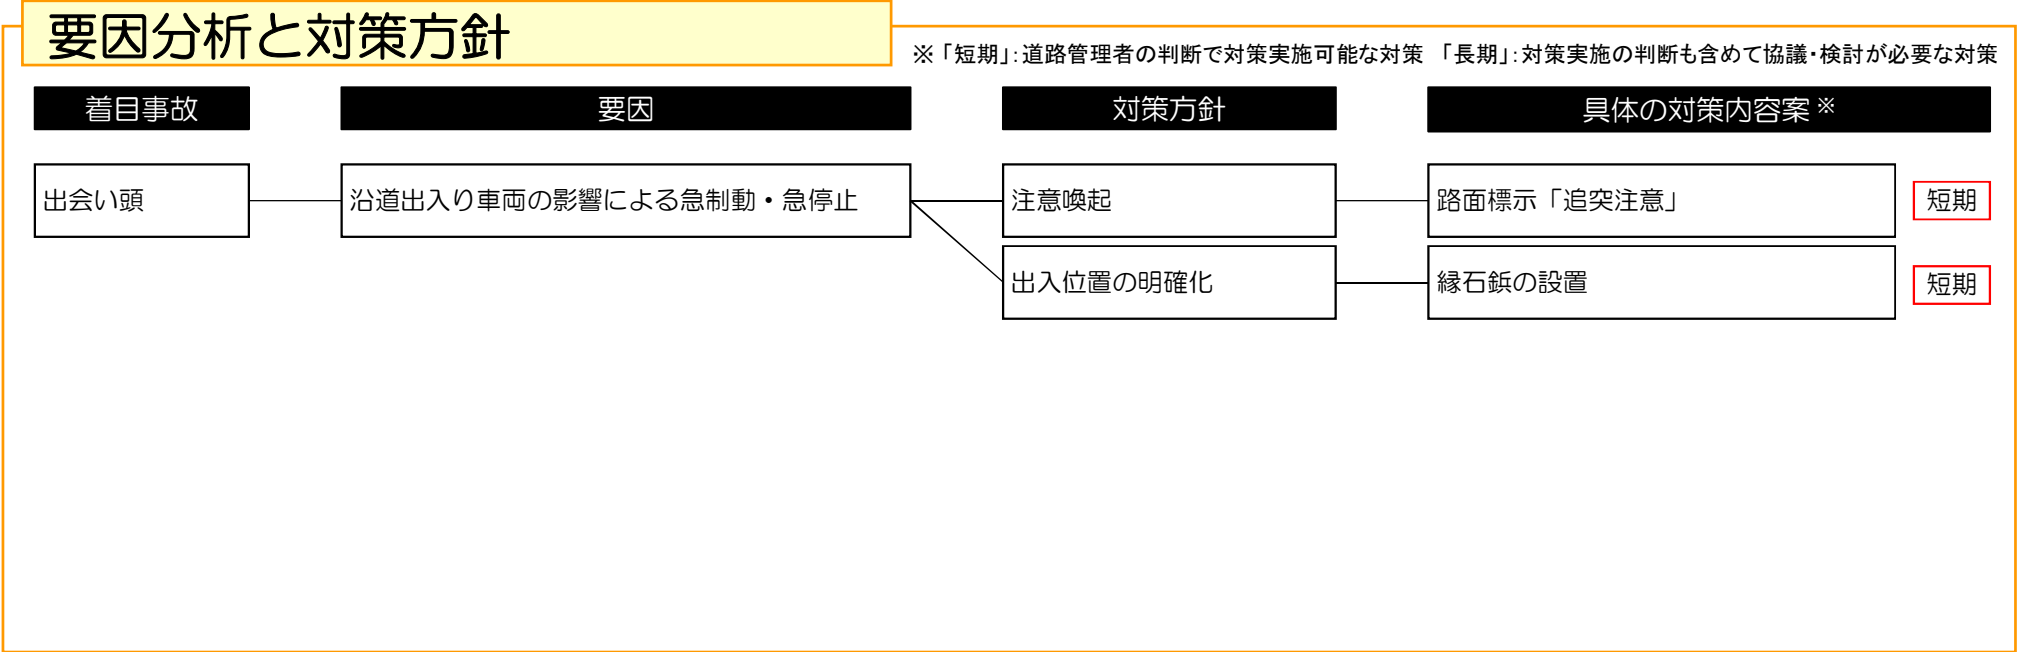 要因分析と対策方針
※「短期」:道路管理者の判断で対策実施可能な対策 「長期」:対策実施の判断も含めて協議・検討が必要な対策
着目事故 要因 対策方針 具体の対策内容案※
出会い頭 沿道出入り車両の影響による急制動・急停止 注意喚起 路面標示「追突注意」 短期
出入位置の明確化 縁石鋲の設置 短期